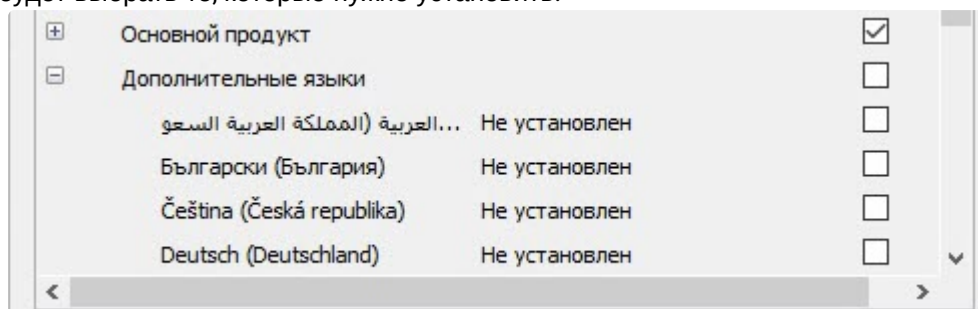 будет выбрать те, которые нужно установить.
Основной продукт
Дополнительные языки
العربية (المملكة العربية السعو... Не установлен
Български (България) Не установлен
Čeština (Česká republika) Не установлен
Deutsch (Deutschland) Не установлен